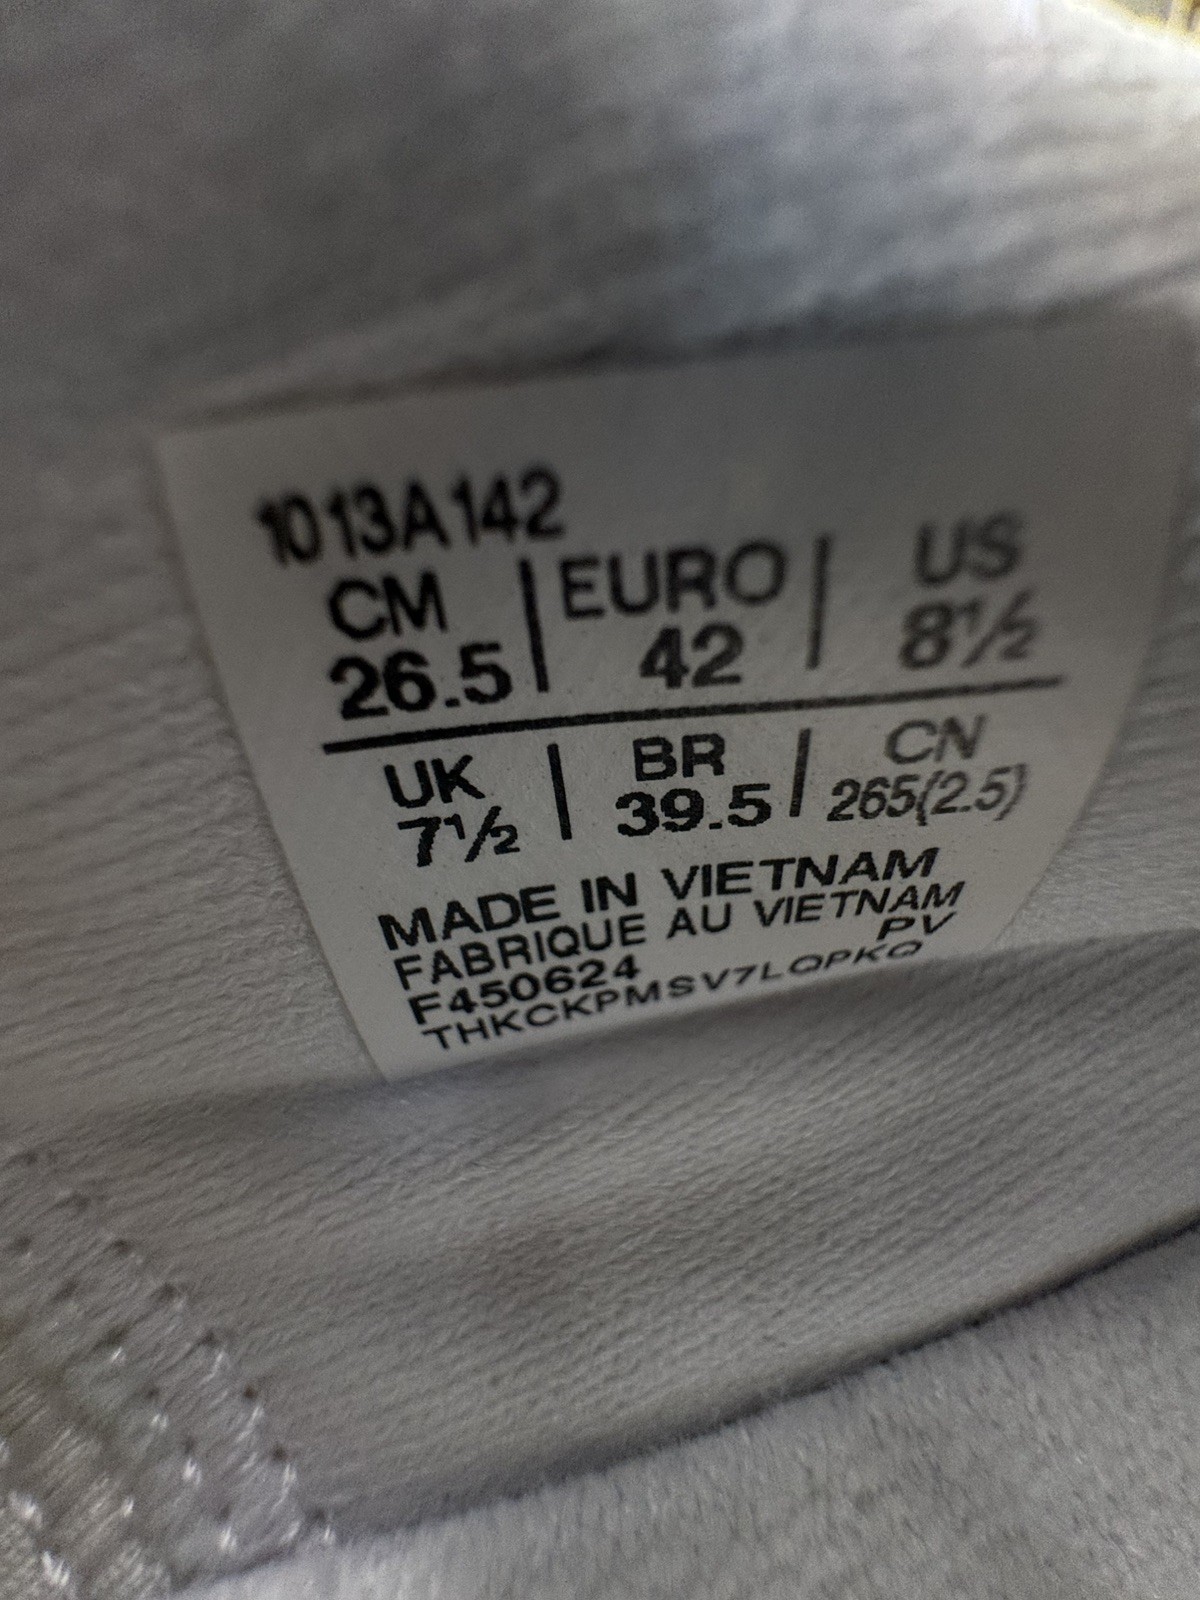 1013A142
CM | EURO | US
26.5 | 42 | 8½
UK | BR | CN
7½ | 39.5 | 265(2.5)
MADE IN VIETNAM
FABRIQUE AU VIETNAM
F450624 PV
THKCKPMSV7LQPKQ